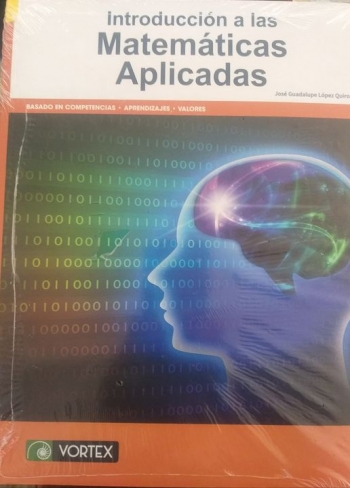 Introducción a las
Matemáticas
Aplicadas
José Guadalupe López
BASADO EN COMPETENCIAS • APRENDIZAJES • VALORES
VORTEX